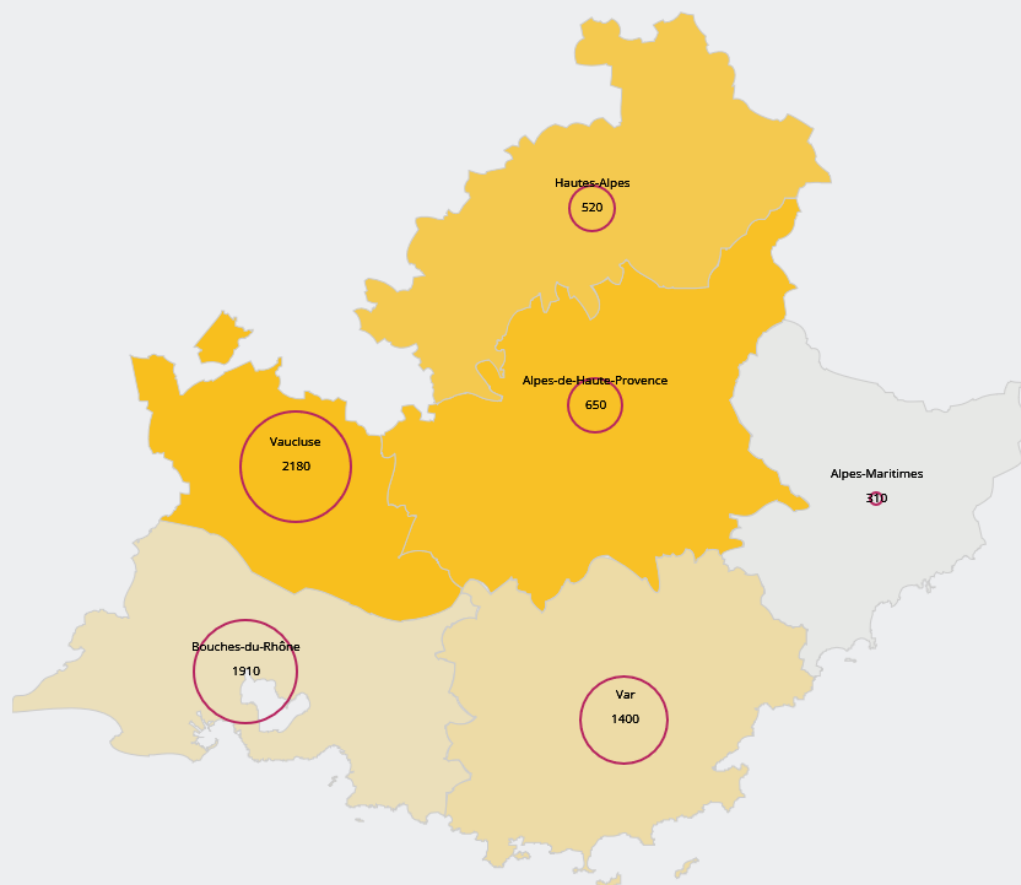 Hautes-Alpes
520
Alpes-de-Haute-Provence
650
Vaucluse
2180
Alpes-Maritimes
310
Bouches-du-Rhône
1910
Var
1400